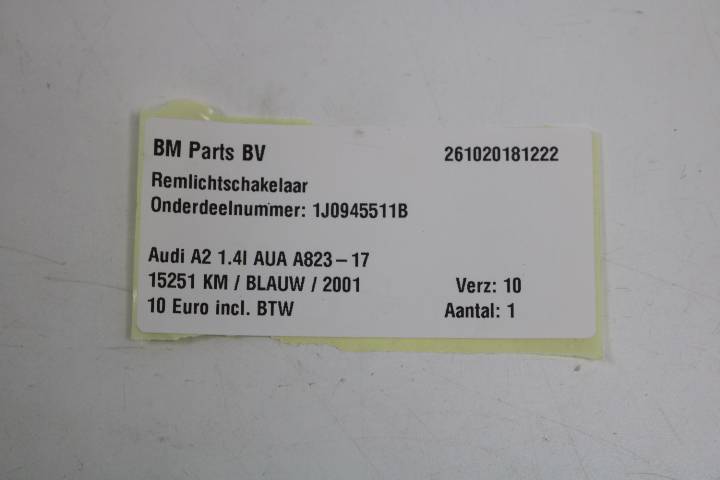 BM Parts BV 261020181222
Remlichtschakelaar
Onderdeelnummer: 1J0945511B
Audi A2 1.4I AUA A823-17
15251 KM / BLAUW / 2001 Verz: 10
10 Euro incl. BTW Aantal: 1